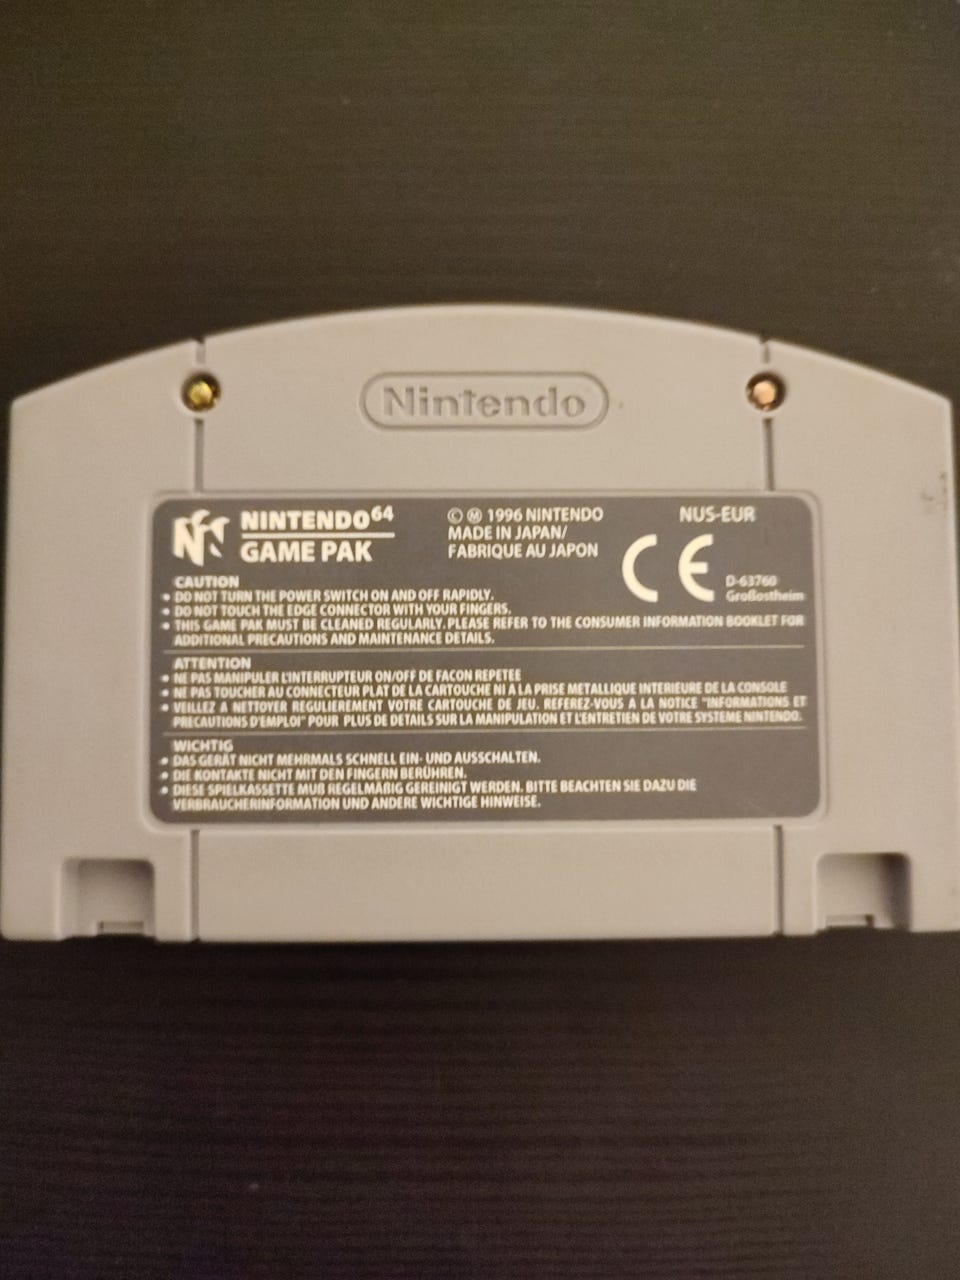 Nintendo
NINTENDO64
GAME PAK
© Ⓜ 1996 NINTENDO
MADE IN JAPAN/
FABRIQUE AU JAPON
NUS-EUR
CE
D-63760
Großostheim
CAUTION
• DO NOT TURN THE POWER SWITCH ON AND OFF RAPIDLY.
• DO NOT TOUCH THE EDGE CONNECTOR WITH YOUR FINGERS.
• THIS GAME PAK MUST BE CLEANED REGULARLY. PLEASE REFER TO THE CONSUMER INFORMATION BOOKLET FOR
ADDITIONAL PRECAUTIONS AND MAINTENANCE DETAILS.
ATTENTION
• NE PAS MANIPULER L'INTERRUPTEUR ON/OFF DE FACON REPETEE
• NE PAS TOUCHER AU CONNECTEUR PLAT DE LA CARTOUCHE NI A LA PRISE METALLIQUE INTERIEURE DE LA CONSOLE
• VEILLEZ A NETTOYER REGULIEREMENT VOTRE CARTOUCHE DE JEU. REFEREZ-VOUS A LA NOTICE "INFORMATIONS ET
PRECAUTIONS D'EMPLOI" POUR PLUS DE DETAILS SUR LA MANIPULATION ET L'ENTRETIEN DE VOTRE SYSTEME NINTENDO.
WICHTIG
• DAS GERÄT NICHT MEHRMALS SCHNELL EIN- UND AUSSCHALTEN.
• DIE KONTAKTE NICHT MIT DEN FINGERN BERÜHREN.
• DIESE SPIELKASSETTE MUß REGELMÄßIG GEREINIGT WERDEN. BITTE BEACHTEN SIE DAZU DIE
VERBRAUCHERINFORMATION UND ANDERE WICHTIGE HINWEISE.